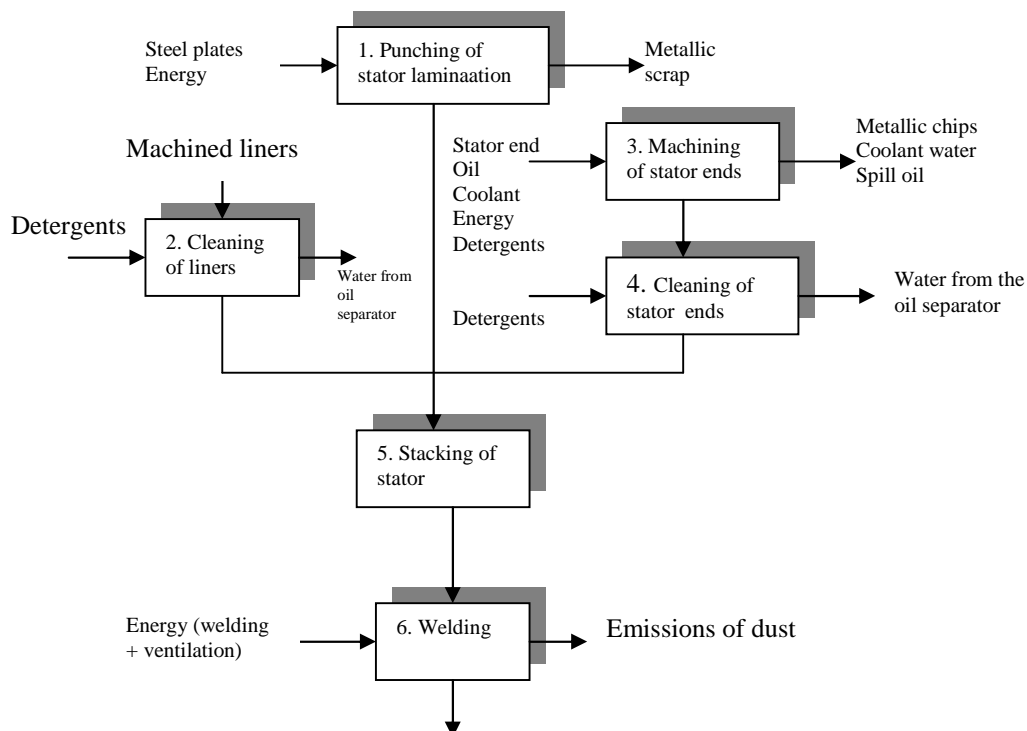 Steel plates
Energy
1. Punching of
stator laminaation
Metallic
scrap
Machined liners
Detergents
2. Cleaning
of liners
Water from
oil
separator
Stator end
Oil
Coolant
Energy
Detergents
3. Machining
of stator ends
Metallic chips
Coolant water
Spill oil
Detergents
4. Cleaning of
stator ends
Water from the
oil separator
5. Stacking of
stator
Energy (welding
+ ventilation)
6. Welding
Emissions of dust